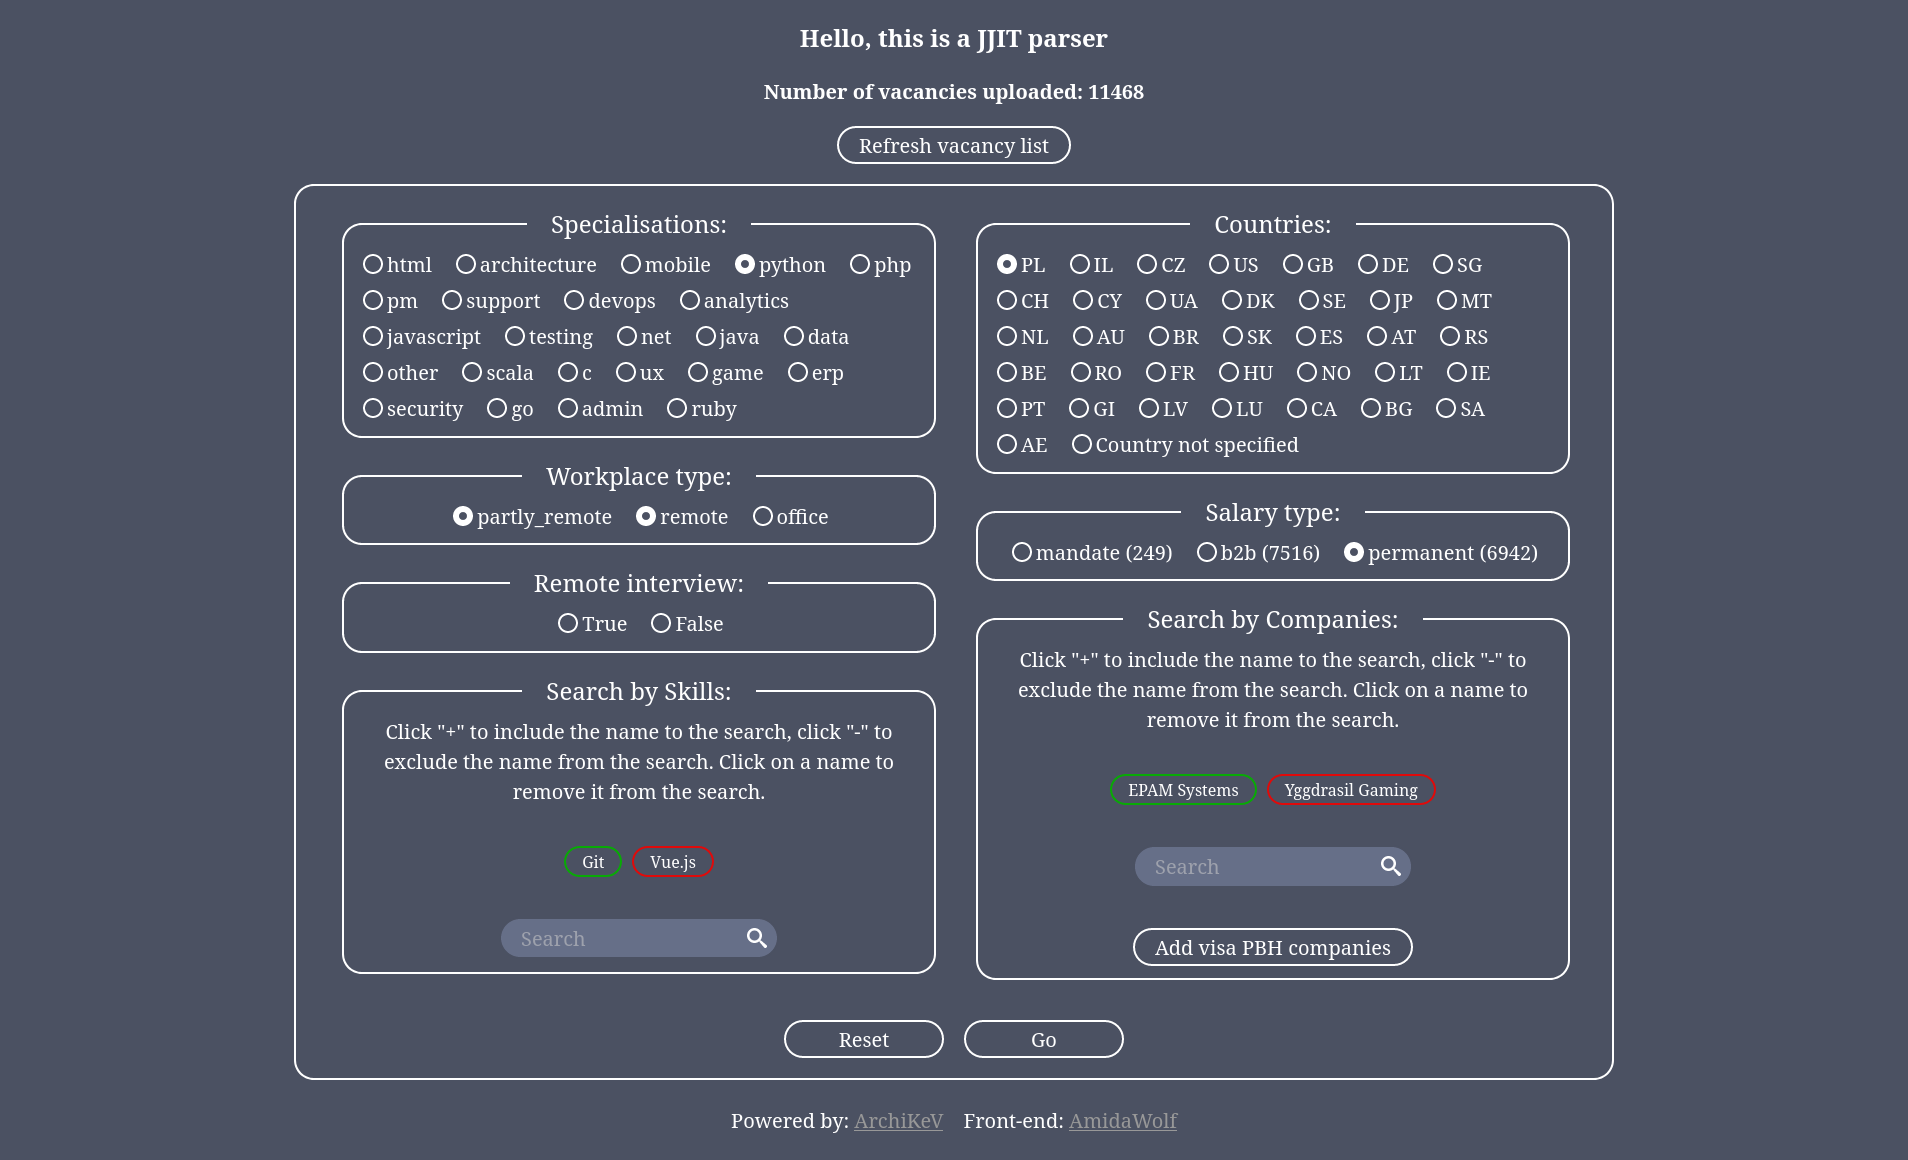 Hello, this is a JJIT parser
Number of vacancies uploaded: 11468
Refresh vacancy list
Specialisations:
html architecture mobile python php
pm support devops analytics
javascript testing net java data
other scala c ux game erp
security go admin ruby
Workplace type:
partly_remote remote office
Remote interview:
True False
Search by Skills:
Click "+" to include the name to the search, click "-" to
exclude the name from the search. Click on a name to
remove it from the search.
Git Vue.js
Search
Countries:
PL IL CZ US GB DE SG
CH CY UA DK SE JP MT
NL AU BR SK ES AT RS
BE RO FR HU NO LT IE
PT GI LV LU CA BG SA
AE Country not specified
Salary type:
mandate (249) b2b (7516) permanent (6942)
Search by Companies:
Click "+" to include the name to the search, click "-" to
exclude the name from the search. Click on a name to
remove it from the search.
EPAM Systems Yggdrasil Gaming
Search
Add visa PBH companies
Reset Go
Powered by: ArchiKeV Front-end: AmidaWolf